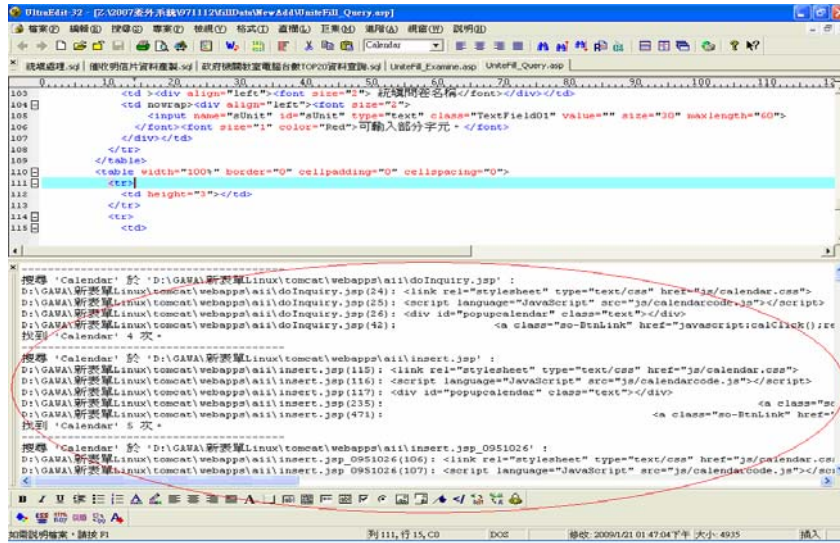 UltraEdit-32 - [Z:\2007產外系統\971112\FillData\NewAdd\UniteFill_Query.asp]
檔案(F) 編輯(E) 搜尋(S) 專案(P) 檢視(V) 格式(T) 直欄(L) 巨集(M) 進階(A) 視窗(W) 說明(H)
Calendar
統填處理.sql 催收明信片資料產製.sql 政府機關軟室電腦台數TOP20資料查詢.sql UniteFill_Examine.asp UniteFill_Query.asp
0 10 20 30 40 50 60 70 80 90 100 110
103 <td ><div align="left"><font size="2"> 統填問卷名稱</font></div></td>
104 <td nowrap><div align="left"><font size="2">
105 <input name="sUnit" id="sUnit" type="text" class="TextField01" value="" size="30" maxlength="60">
106 </font><font size="1" color="Red">可輸入部分字元。</font>
107 </div></td>
108 </tr>
109 </table>
110 <table width="100%" border="0" cellpadding="0" cellspacing="0">
111 <tr>
112 <td height="3"></td>
113 </tr>
114 <tr>
115 <td>
搜尋 'Calendar' 於 'D:\GAWA\新表單Linux\tomcat\webapps\aii\doInquiry.jsp' :
D:\GAWA\新表單Linux\tomcat\webapps\aii\doInquiry.jsp(24): <link rel="stylesheet" type="text/css" href="js/calendar.css">
D:\GAWA\新表單Linux\tomcat\webapps\aii\doInquiry.jsp(25): <script language="JavaScript" src="js/calendarcode.js"></script>
D:\GAWA\新表單Linux\tomcat\webapps\aii\doInquiry.jsp(26): <div id="popupcalendar" class="text"></div>
D:\GAWA\新表單Linux\tomcat\webapps\aii\doInquiry.jsp(42): <a class="so-BtnLink" href="javascript:calClick();re
找到 'Calendar' 4 次。
搜尋 'Calendar' 於 'D:\GAWA\新表單Linux\tomcat\webapps\aii\insert.jsp' :
D:\GAWA\新表單Linux\tomcat\webapps\aii\insert.jsp(115): <link rel="stylesheet" type="text/css" href="js/calendar.css">
D:\GAWA\新表單Linux\tomcat\webapps\aii\insert.jsp(116): <script language="JavaScript" src="js/calendarcode.js"></script>
D:\GAWA\新表單Linux\tomcat\webapps\aii\insert.jsp(117): <div id="popupcalendar" class="text"></div>
D:\GAWA\新表單Linux\tomcat\webapps\aii\insert.jsp(235): <a class="so
D:\GAWA\新表單Linux\tomcat\webapps\aii\insert.jsp(471): <a class="so-BtnLink" href="
找到 'Calendar' 5 次。
搜尋 'Calendar' 於 'D:\GAWA\新表單Linux\tomcat\webapps\aii\insert.jsp_0951026' :
D:\GAWA\新表單Linux\tomcat\webapps\aii\insert.jsp_0951026(106): <link rel="stylesheet" type="text/css" href="js/calendar.css
D:\GAWA\新表單Linux\tomcat\webapps\aii\insert.jsp_0951026(107): <script language="JavaScript" src="js/calendarcode.js"></scr
如需說明檔案，請按 F1 列 111, 行 15, C0 DOS 修改: 2009/1/21 01:47:04下午 大小: 4935 插入